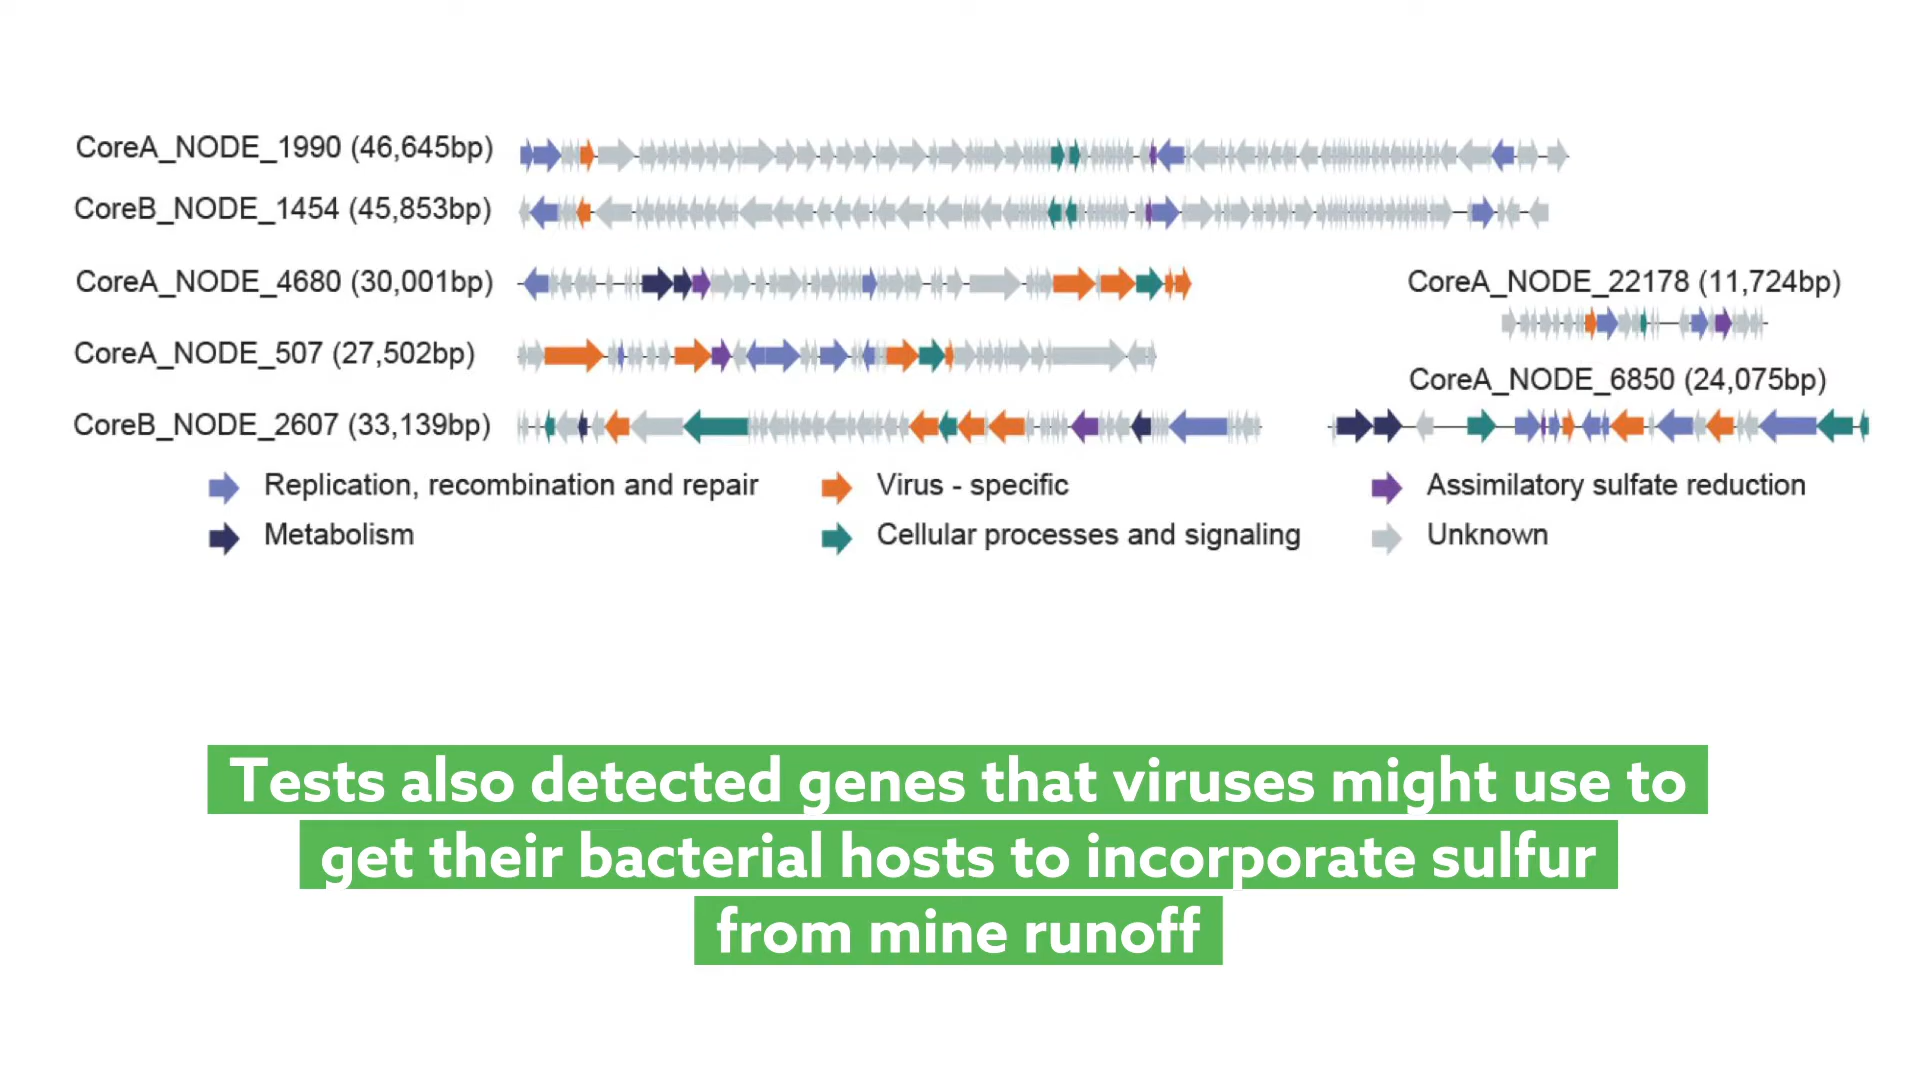 CoreA_NODE_1990 (46,645bp)
CoreB_NODE_1454 (45,853bp)
CoreA_NODE_4680 (30,001bp)
CoreA_NODE_22178 (11,724bp)
CoreA_NODE_507 (27,502bp)
CoreA_NODE_6850 (24,075bp)
CoreB_NODE_2607 (33,139bp)
Replication, recombination and repair
Virus - specific
Assimilatory sulfate reduction
Metabolism
Cellular processes and signaling
Unknown
Tests also detected genes that viruses might use to
get their bacterial hosts to incorporate sulfur
from mine runoff